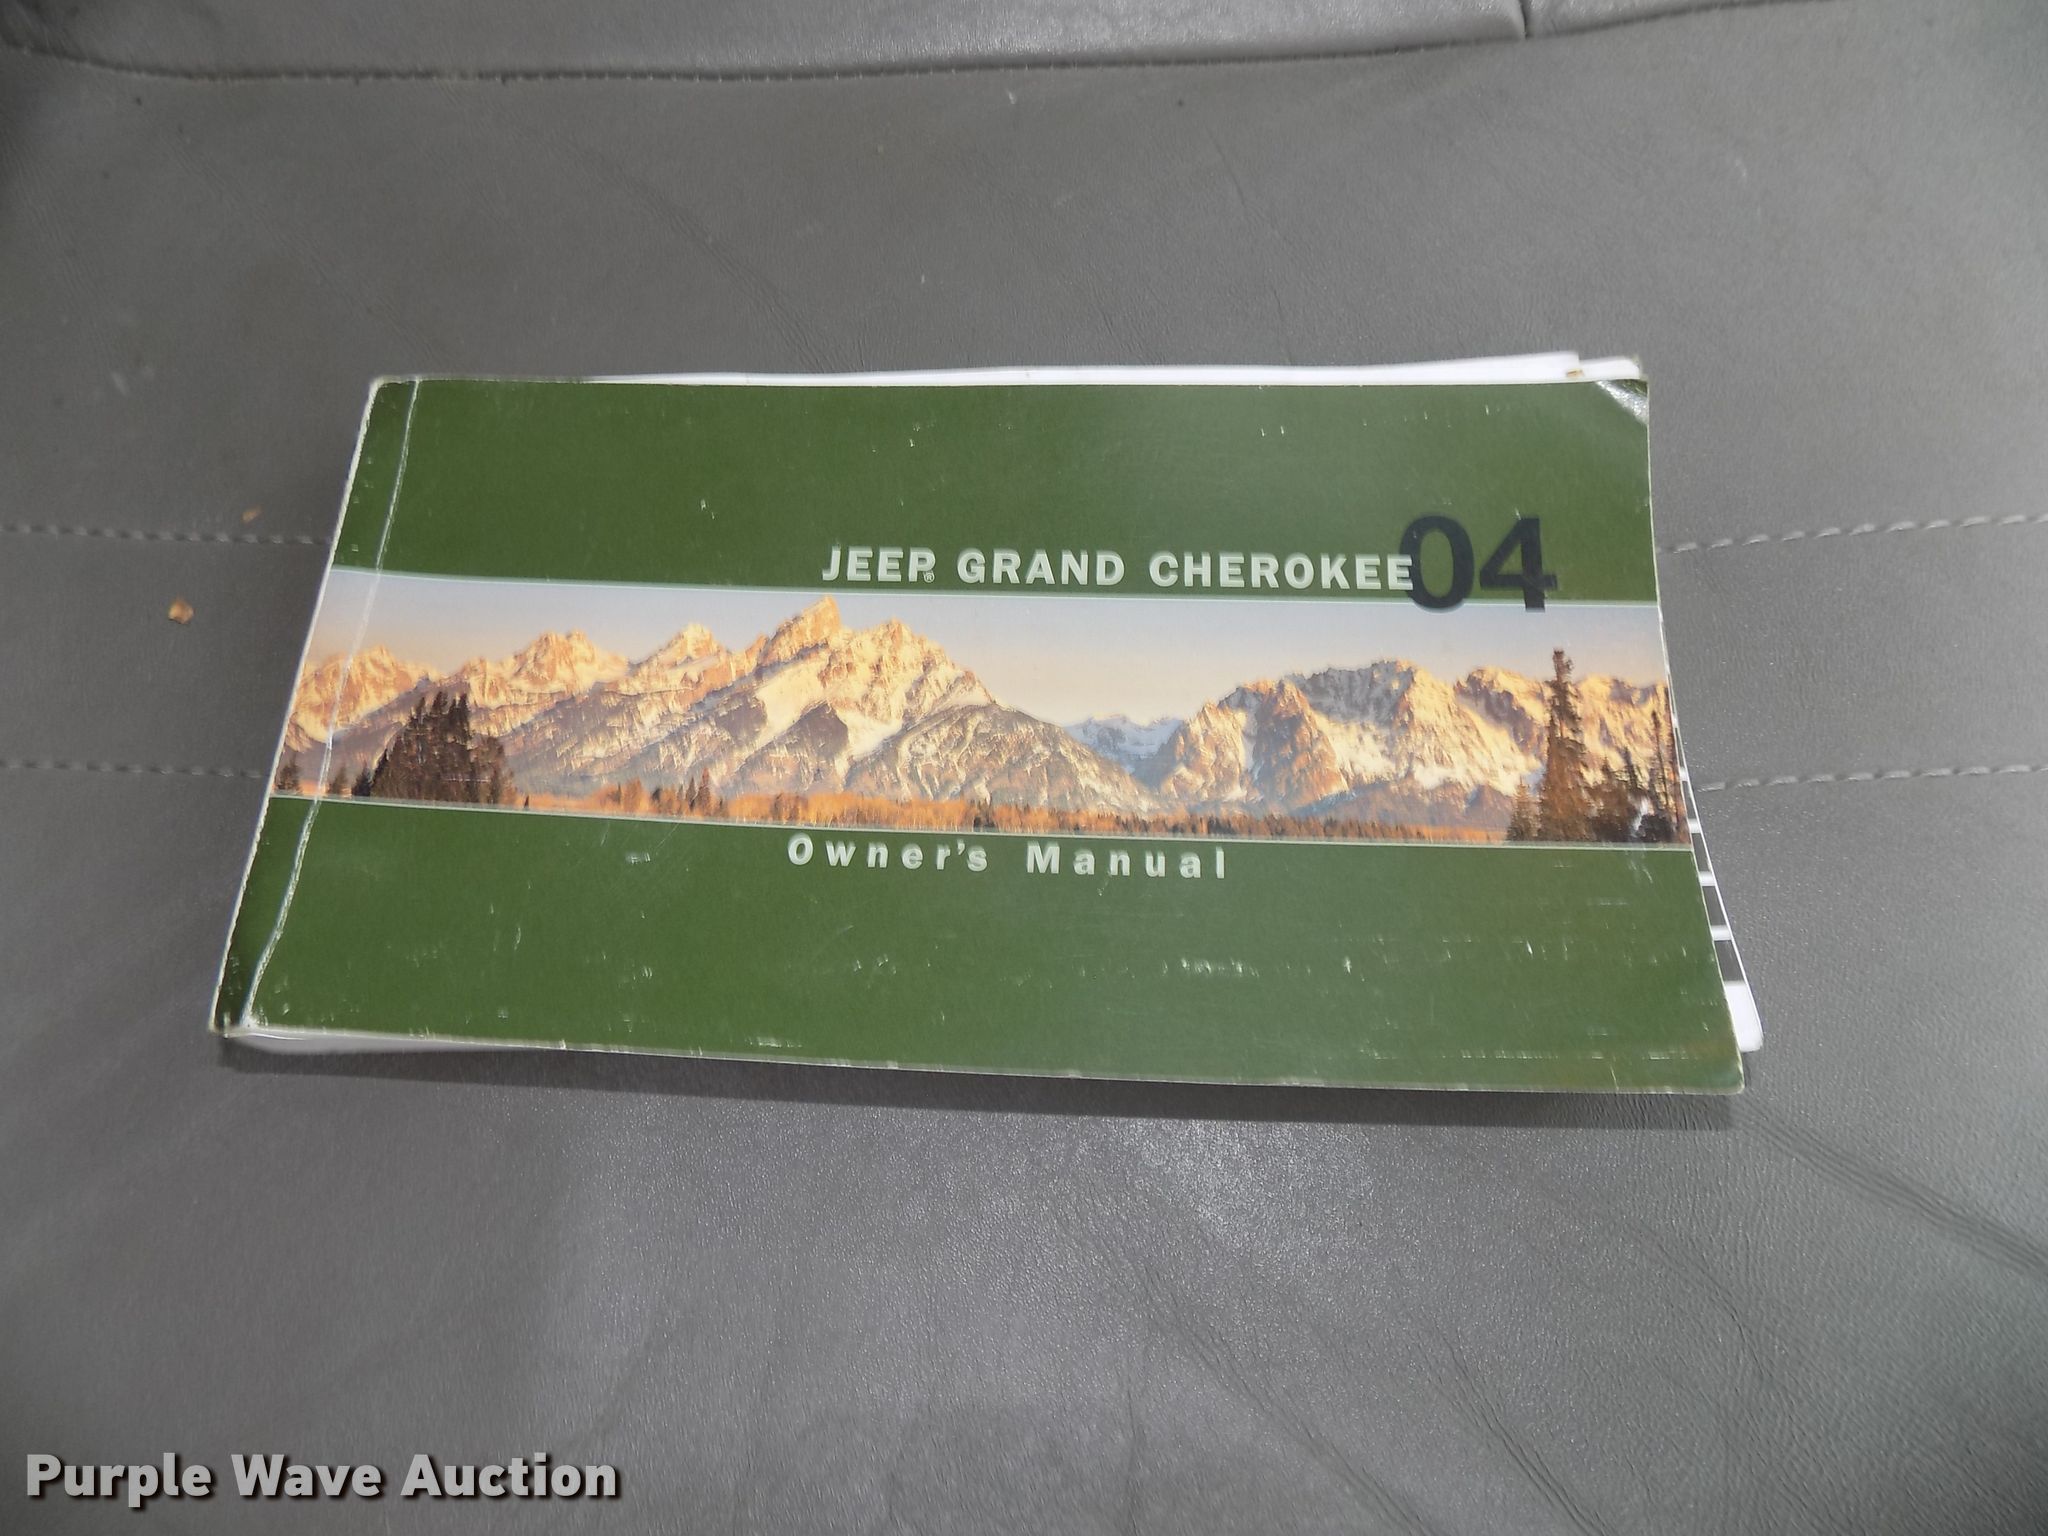 JEEP® GRAND CHEROKEE 04
Owner's Manual
Purple Wave Auction